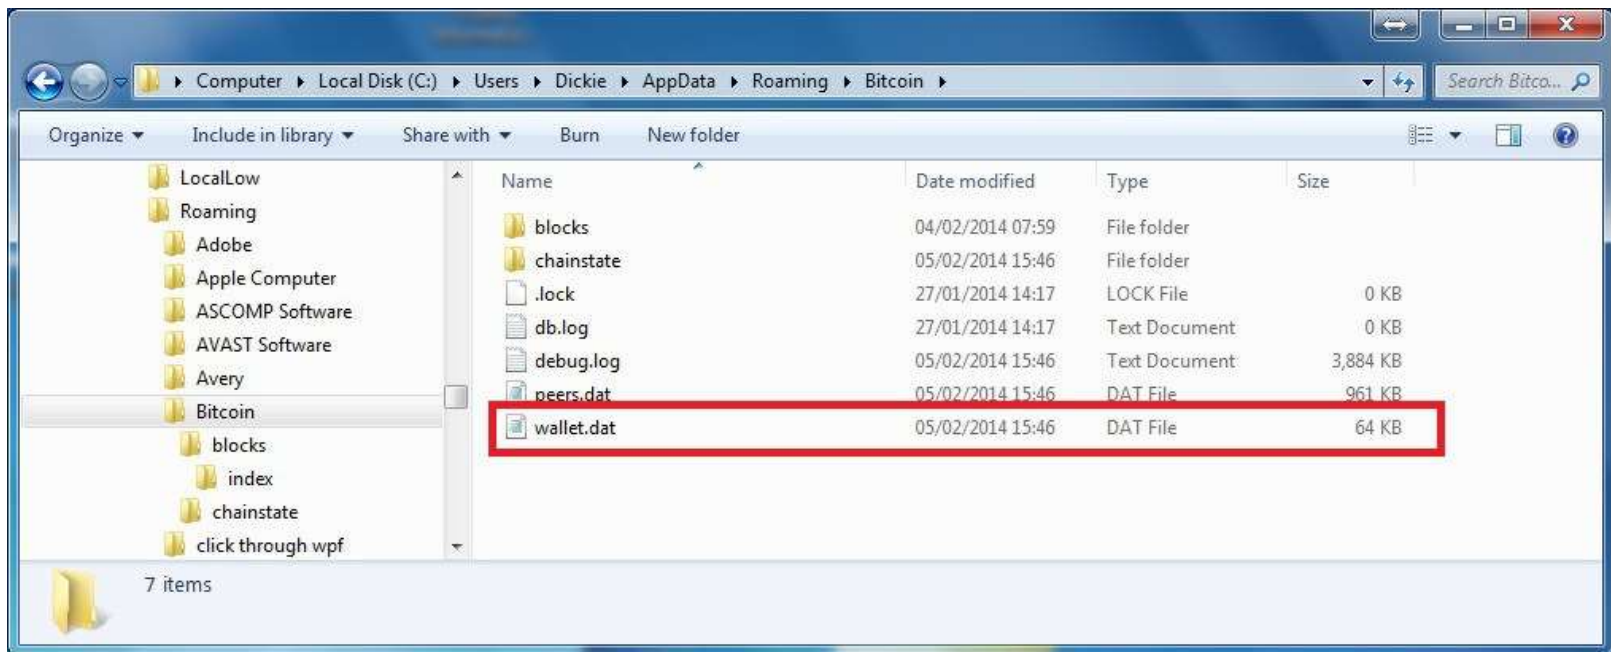 Computer ▸ Local Disk (C:) ▸ Users ▸ Dickie ▸ AppData ▸ Roaming ▸ Bitcoin ▸
Search Bitco...
Organize Include in library Share with Burn New folder
LocalLow
Roaming
Adobe
Apple Computer
ASCOMP Software
AVAST Software
Avery
Bitcoin
blocks
index
chainstate
click through wpf
Name Date modified Type Size
blocks 04/02/2014 07:59 File folder
chainstate 05/02/2014 15:46 File folder
.lock 27/01/2014 14:17 LOCK File 0 KB
db.log 27/01/2014 14:17 Text Document 0 KB
debug.log 05/02/2014 15:46 Text Document 3,884 KB
peers.dat 05/02/2014 15:46 DAT File 961 KB
wallet.dat 05/02/2014 15:46 DAT File 64 KB
7 items